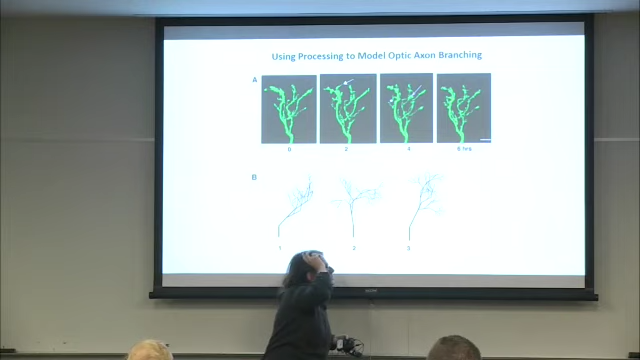 Using Processing to Model Optic Axon Branching
A
0 2 4 6 hrs
B
1 2 3